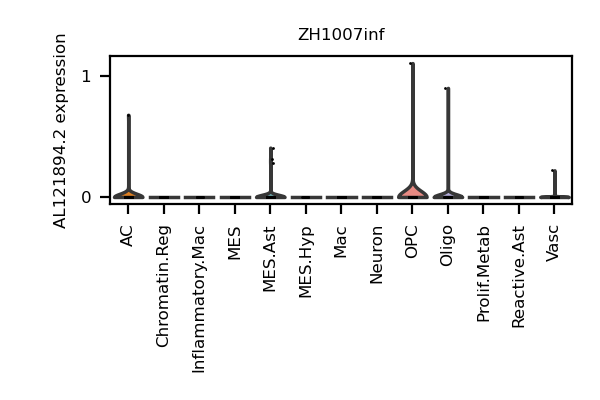 ZH1007inf
AL121894.2 expression
1
0
AC
Chromatin.Reg
Inflammatory.Mac
MES
MES.Ast
MES.Hyp
Mac
Neuron
OPC
Oligo
Prolif.Metab
Reactive.Ast
Vasc